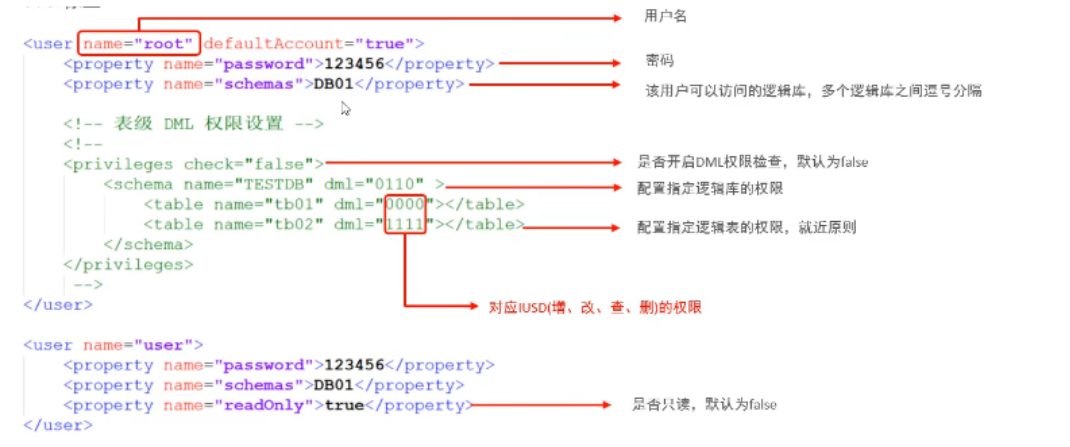 用户名
<user name="root" defaultAccount="true">
<property name="password">123456</property>
密码
<property name="schemas">DB01</property>
该用户可以访问的逻辑库，多个逻辑库之间逗号分隔
<!-- 表级 DML 权限设置 -->
<!--
<privileges check="false">
是否开启DML权限检查，默认为false
<schema name="TESTDB" dml="0110" >
配置指定逻辑库的权限
<table name="tb01" dml="0000"></table>
<table name="tb02" dml="1111"></table>
配置指定逻辑表的权限，就近原则
</schema>
</privileges>
-->
</user>
对应IUSD(增、改、查、删)的权限
<user name="user">
<property name="password">123456</property>
<property name="schemas">DB01</property>
<property name="readOnly">true</property>
是否只读，默认为false
</user>